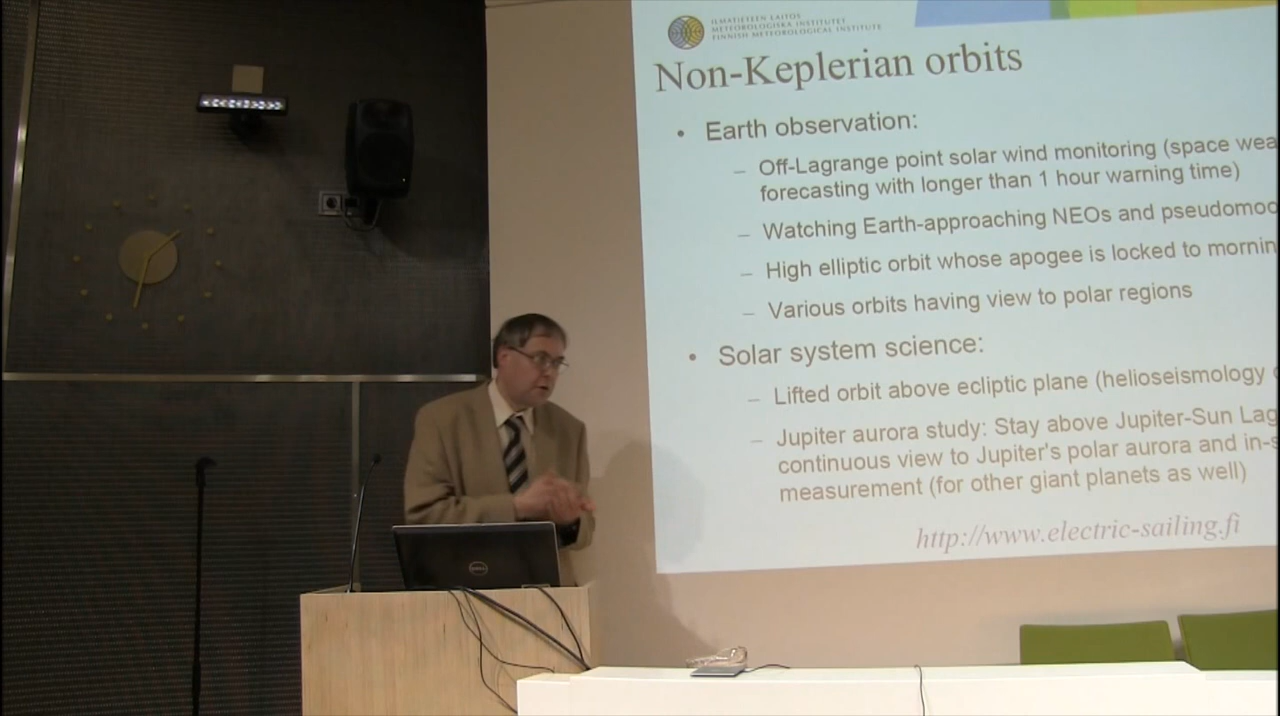 ILMATIETEEN LAITOS
METEOROLOGISKA INSTITUTET
FINNISH METEOROLOGICAL INSTITUTE
Non-Keplerian orbits
• Earth observation:
– Off-Lagrange point solar wind monitoring (space wea
forecasting with longer than 1 hour warning time)
– Watching Earth-approaching NEOs and pseudomoo
– High elliptic orbit whose apogee is locked to mornin
– Various orbits having view to polar regions
• Solar system science:
– Lifted orbit above ecliptic plane (helioseismology
– Jupiter aurora study: Stay above Jupiter-Sun Lag
continuous view to Jupiter's polar aurora and in-s
measurement (for other giant planets as well)
http://www.electric-sailing.fi
DELL